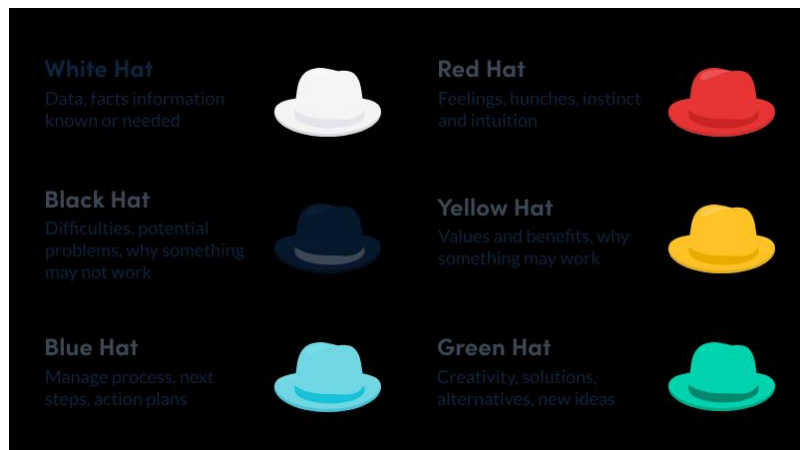 White Hat
Data, facts information
known or needed
Red Hat
Feelings, hunches, instinct
and intuition
Black Hat
Difficulties, potential
problems, why something
may not work
Yellow Hat
Values and benefits, why
something may work
Blue Hat
Manage process, next
steps, action plans
Green Hat
Creativity, solutions,
alternatives, new ideas